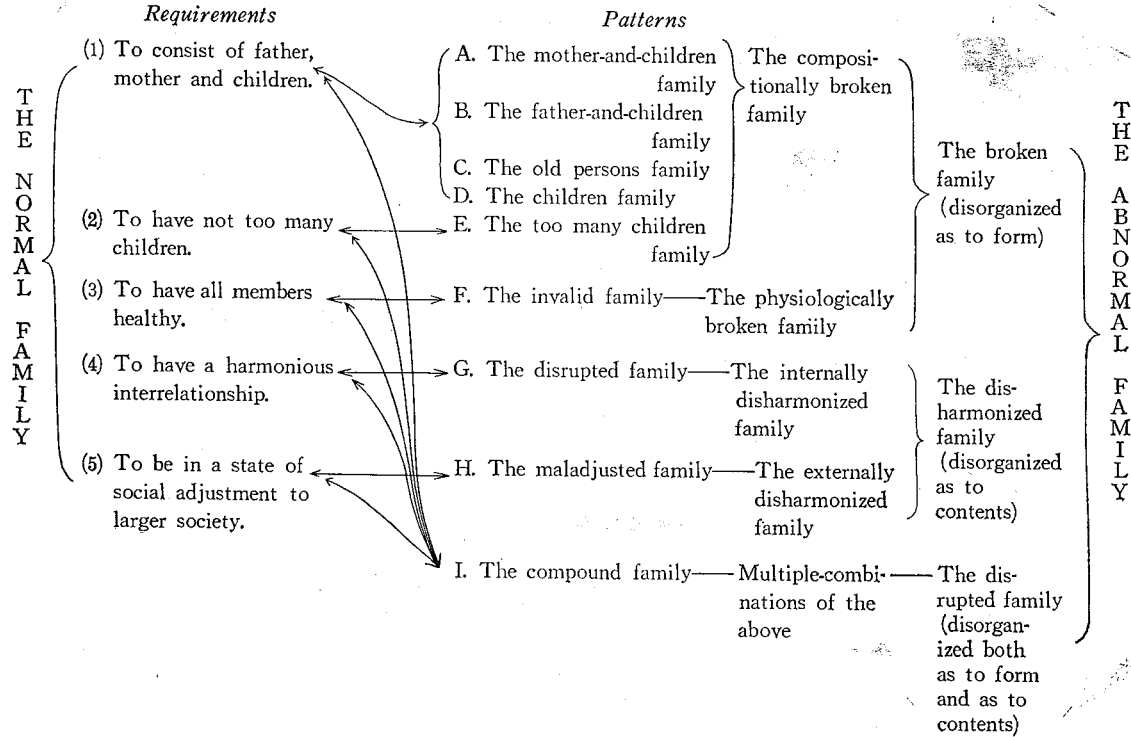 Requirements
Patterns
THE NORMAL FAMILY
(1) To consist of father,
mother and children.
(2) To have not too many
children.
(3) To have all members
healthy.
(4) To have a harmonious
interrelationship.
(5) To be in a state of
social adjustment to
larger society.
A. The mother-and-children
family
B. The father-and-children
family
C. The old persons family
D. The children family
E. The too many children
family
F. The invalid family
G. The disrupted family
H. The maladjusted family
I. The compound family
The composi-
tionally broken
family
The physiologically
broken family
The internally
disharmonized
family
The externally
disharmonized
family
Multiple-combi-
nations of the
above
The broken
family
(disorganized
as to form)
The dis-
harmonized
family
(disorganized
as to
contents)
The dis-
rupted family
(disorgan-
ized both
as to form
and as to
contents)
THE ABNORMAL FAMILY